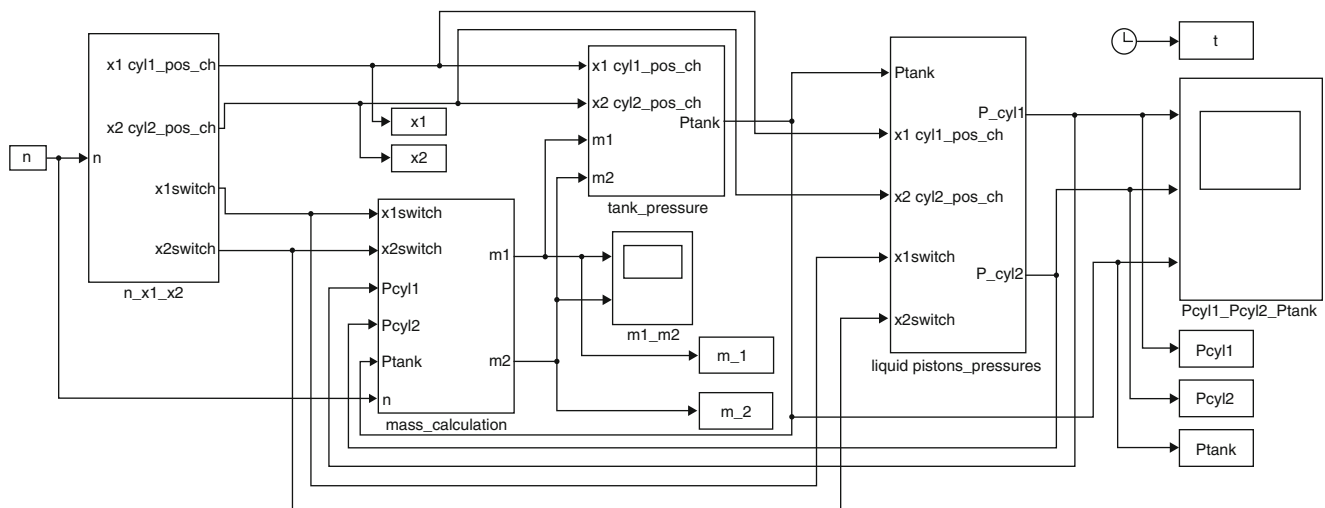 n
x1 cyl1_pos_ch
x2 cyl2_pos_ch
n
x1switch
x2switch
n_x1_x2
x1
x2
x1switch
x2switch
Pcyl1
Pcyl2
Ptank
n
m1
m2
mass_calculation
x1 cyl1_pos_ch
x2 cyl2_pos_ch
m1
m2
Ptank
tank_pressure
m1_m2
m_1
m_2
Ptank
x1 cyl1_pos_ch
x2 cyl2_pos_ch
x1switch
x2switch
P_cyl1
P_cyl2
liquid pistons_pressures
t
Pcyl1_Pcyl2_Ptank
Pcyl1
Pcyl2
Ptank